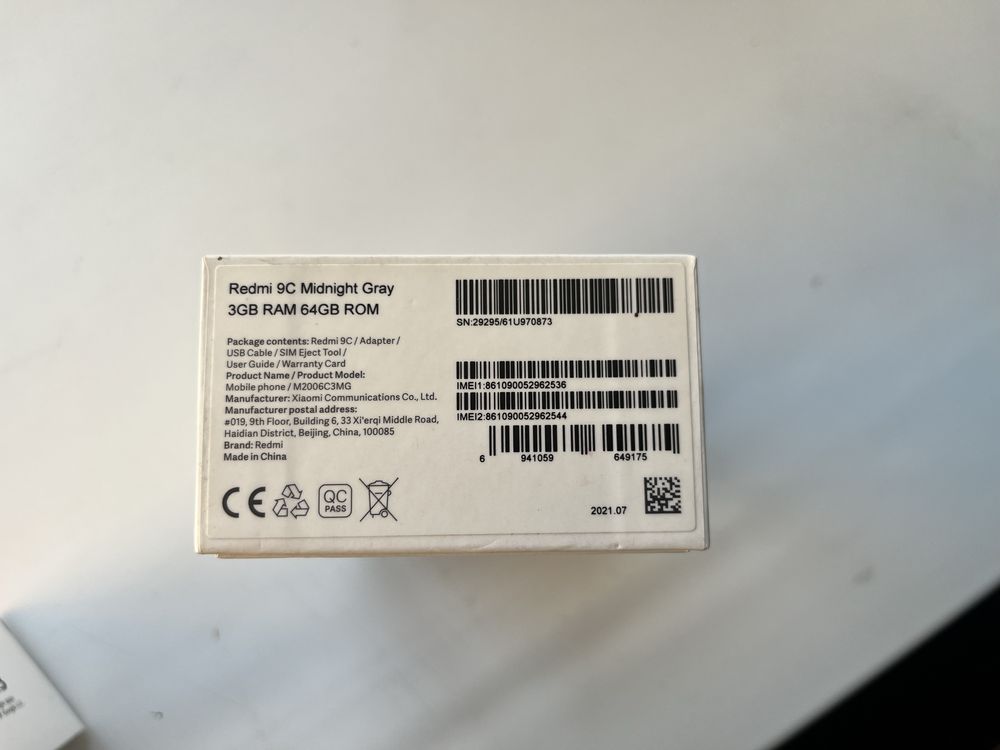 Redmi 9C Midnight Gray
3GB RAM 64GB ROM
Package contents: Redmi 9C / Adapter /
USB Cable / SIM Eject Tool /
User Guide / Warranty Card
Product Name / Product Model:
Mobile phone / M2006C3MG
Manufacturer: Xiaomi Communications Co., Ltd.
Manufacturer postal address:
#019, 9th Floor, Building 6, 33 Xi'erqi Middle Road,
Haidian District, Beijing, China, 100085
Brand: Redmi
Made in China
CE
QC
PASS
SN:29295/61U970873
IMEI1:861090052962536
IMEI2:861090052962544
6 941059 649175
2021.07